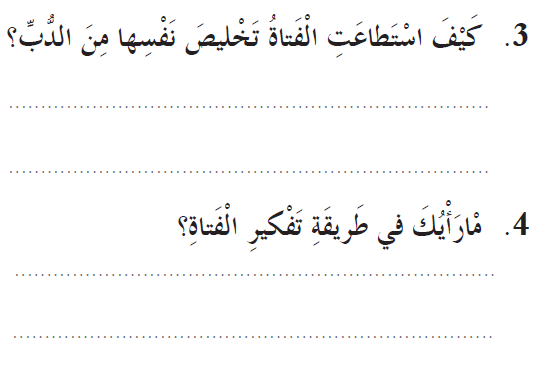 3. كَيْفَ اسْتَطاعَتِ الْفَتاةُ تَخْليصَ نَفْسِها مِنَ الدُّبِّ؟
4. مْارَأْيُكَ في طَريقَةِ تَفْكيرِ الْفَتاةِ؟